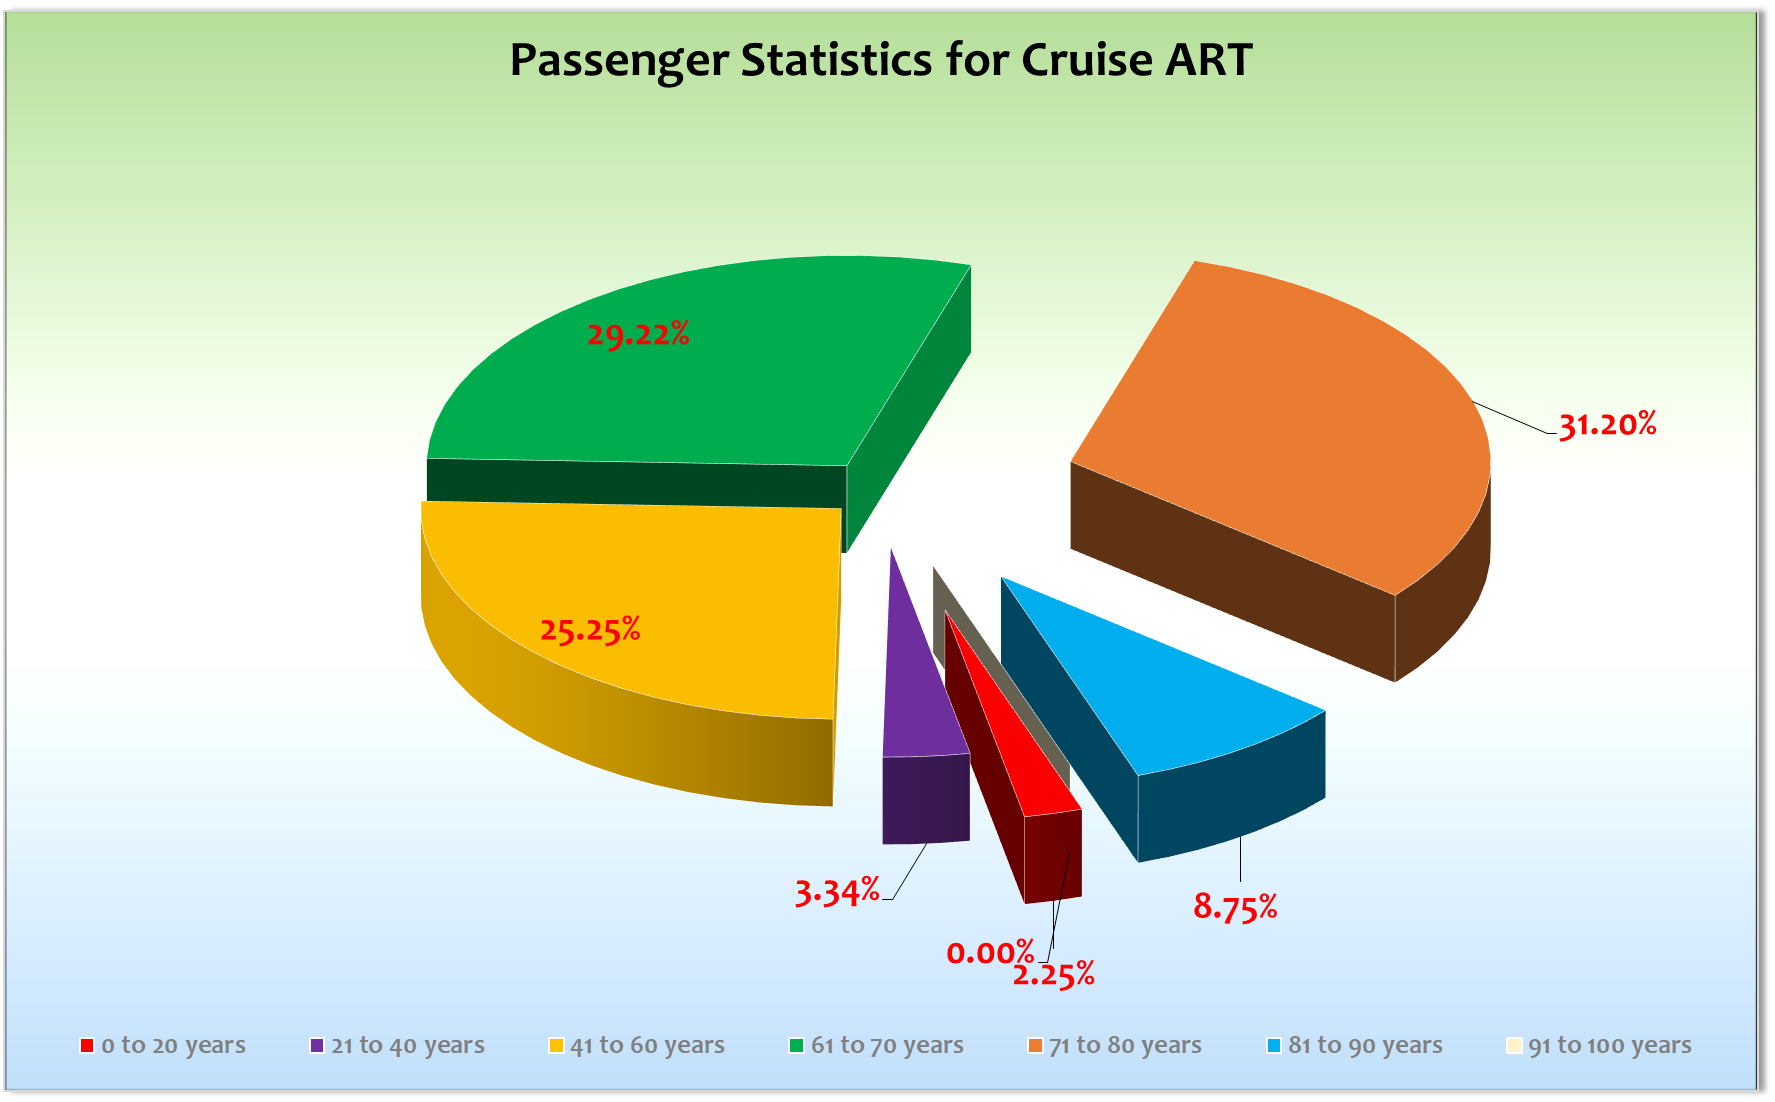 Passenger Statistics for Cruise ART
29.22%
31.20%
25.25%
3.34%
8.75%
0.00%
2.25%
0 to 20 years
21 to 40 years
41 to 60 years
61 to 70 years
71 to 80 years
81 to 90 years
91 to 100 years